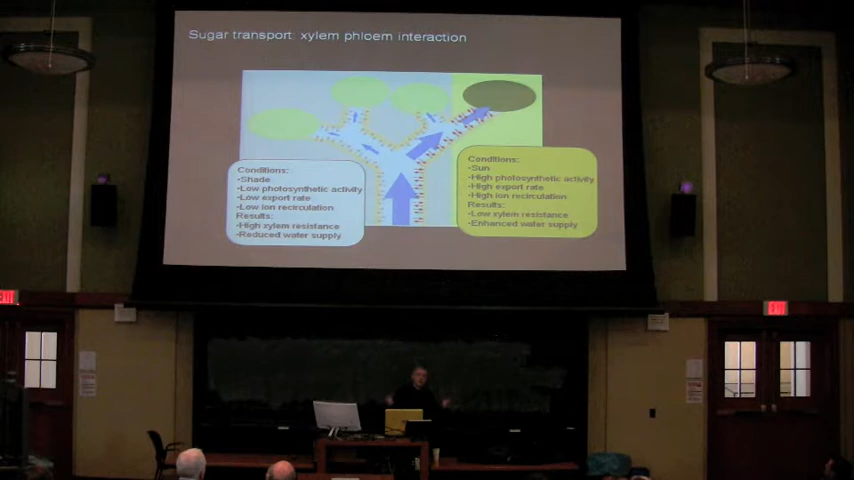 Sugar transport: xylem phloem interaction
Conditions:
•Shade
•Low photosynthetic activity
•Low export rate
•Low ion recirculation
Results:
•High xylem resistance
•Reduced water supply
Conditions:
•Sun
•High photosynthetic activity
•High export rate
•High ion recirculation
Results:
•Low xylem resistance
•Enhanced water supply
EXIT
EXIT